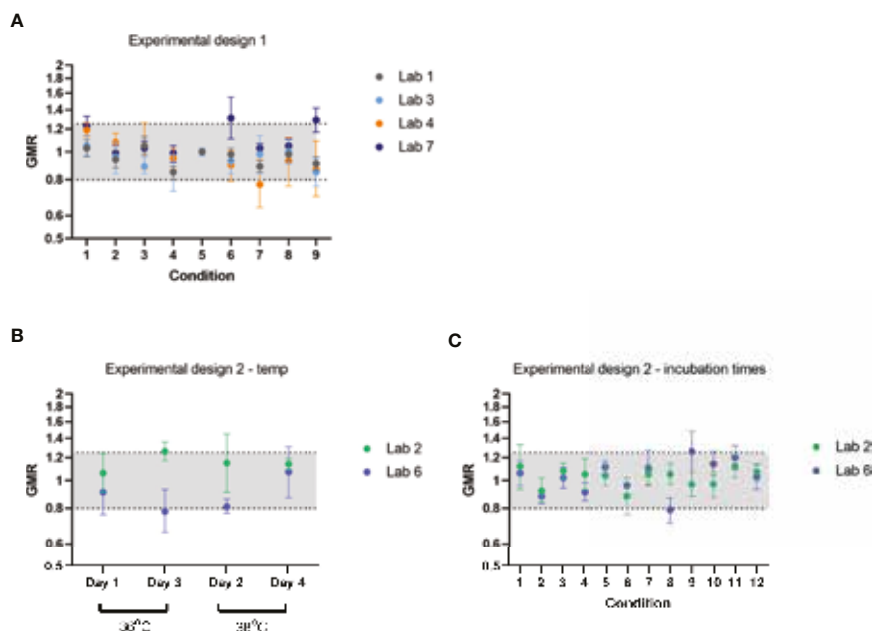 A
Experimental design 1
2
1.8
1.6
1.4
1.2
1
0.8
0.6
0.5
GMR
1 2 3 4 5 6 7 8 9
Condition
Lab 1
Lab 3
Lab 4
Lab 7
B
Experimental design 2 - temp
2
1.8
1.6
1.4
1.2
1
0.8
0.6
0.5
GMR
Day 1 Day 3 Day 2 Day 4
Lab 2
Lab 6
C
Experimental design 2 - incubation times
2
1.8
1.6
1.4
1.2
1
0.8
0.6
0.5
GMR
1 2 3 4 5 6 7 8 9 10 11 12
Condition
Lab 2
Lab 6